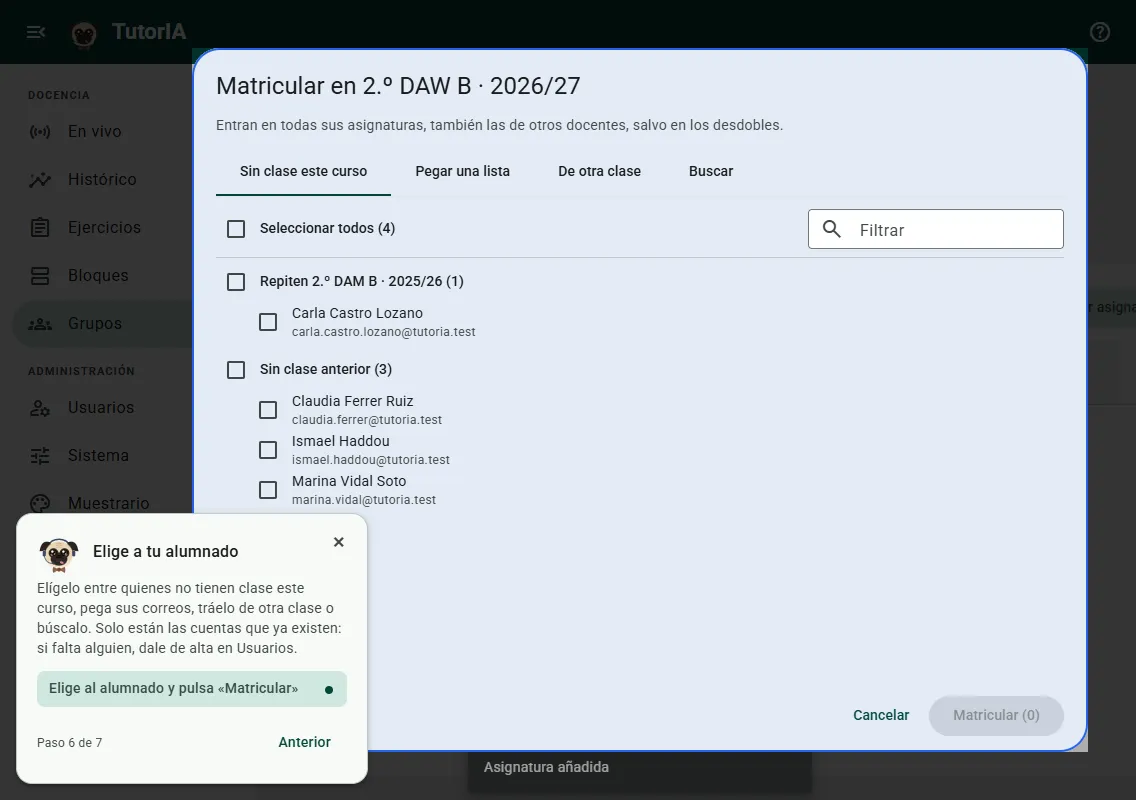 TutorIA
DOCENCIA
En vivo
Histórico
Ejercicios
Bloques
Grupos
ADMINISTRACIÓN
Usuarios
Sistema
Muestrario
Matricular en 2.º DAW B · 2026/27
Entran en todas sus asignaturas, también las de otros docentes, salvo en los desdobles.
Sin clase este curso
Pegar una lista
De otra clase
Buscar
Seleccionar todos (4)
Filtrar
Repiten 2.º DAM B · 2025/26 (1)
Carla Castro Lozano
carla.castro.lozano@tutoria.test
Sin clase anterior (3)
Claudia Ferrer Ruiz
claudia.ferrer@tutoria.test
Ismael Haddou
ismael.haddou@tutoria.test
Marina Vidal Soto
marina.vidal@tutoria.test
Cancelar
Matricular (0)
r asigna
Elige a tu alumnado
Elígelo entre quienes no tienen clase este
curso, pega sus correos, tráelo de otra clase o
búscalo. Solo están las cuentas que ya existen:
si falta alguien, dale de alta en Usuarios.
Elige al alumnado y pulsa «Matricular»
Paso 6 de 7
Anterior
Asignatura añadida